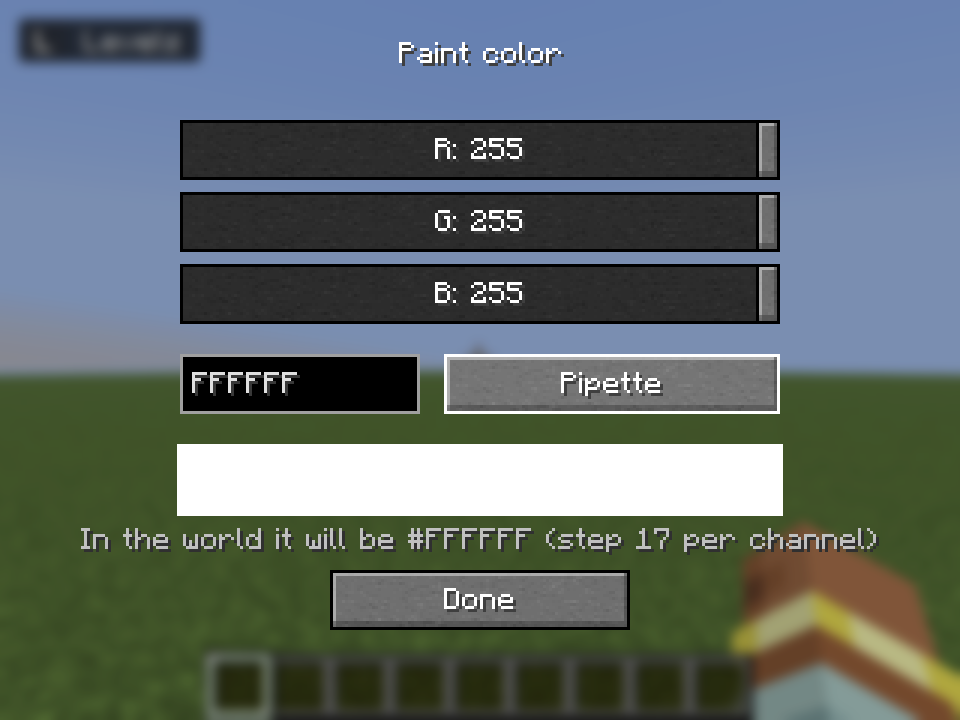 L Levels
Paint color
R: 255
G: 255
B: 255
FFFFFF
Pipette
In the world it will be #FFFFFF (step 17 per channel)
Done